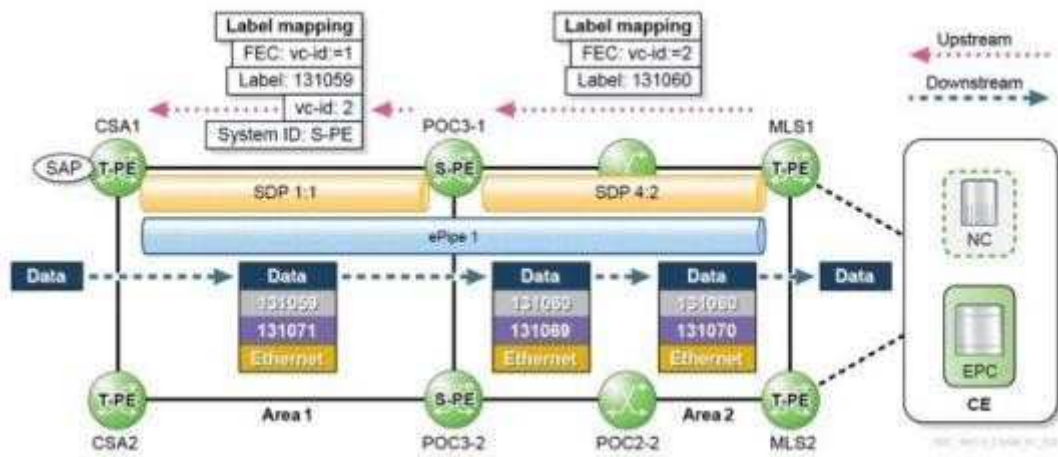 Label mapping
FEC: vc-id:=1
Label: 131059
vc-id: 2
System ID: S-PE
Label mapping
FEC: vc-id:=2
Label: 131060
Upstream
Downstream
CSA1
POC3-1
MLS1
SAP
T-PE
S-PE
T-PE
SDP 1:1
SDP 4:2
ePipe 1
NC
Data
Data
Data
Data
Data
131059
131060
131060
131071
131069
131070
Ethernet
Ethernet
Ethernet
EPC
T-PE
Area 1
S-PE
Area 2
T-PE
CE
CSA2
POC3-2
POC2-2
MLS2